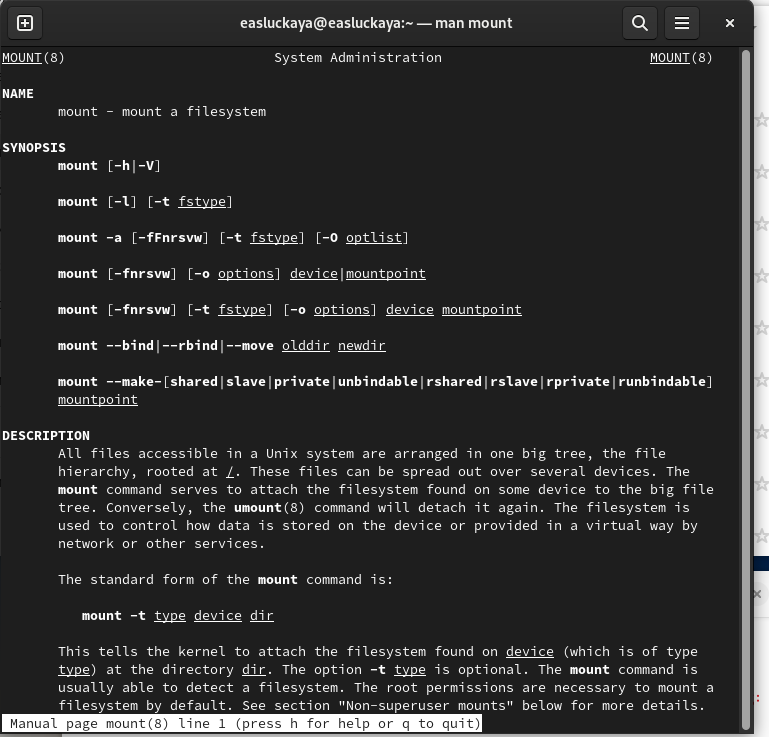 easluckaya@easluckaya:~ — man mount
MOUNT(8) System Administration MOUNT(8)
NAME
mount - mount a filesystem
SYNOPSIS
mount [-h|-V]
mount [-l] [-t fstype]
mount -a [-fFnrsvw] [-t fstype] [-O optlist]
mount [-fnrsvw] [-o options] device|mountpoint
mount [-fnrsvw] [-t fstype] [-o options] device mountpoint
mount --bind|--rbind|--move olddir newdir
mount --make-[shared|slave|private|unbindable|rshared|rslave|rprivate|runbindable]
mountpoint
DESCRIPTION
All files accessible in a Unix system are arranged in one big tree, the file
hierarchy, rooted at /. These files can be spread out over several devices. The
mount command serves to attach the filesystem found on some device to the big file
tree. Conversely, the umount(8) command will detach it again. The filesystem is
used to control how data is stored on the device or provided in a virtual way by
network or other services.
The standard form of the mount command is:
mount -t type device dir
This tells the kernel to attach the filesystem found on device (which is of type
type) at the directory dir. The option -t type is optional. The mount command is
usually able to detect a filesystem. The root permissions are necessary to mount a
filesystem by default. See section "Non-superuser mounts" below for more details.
Manual page mount(8) line 1 (press h for help or q to quit)